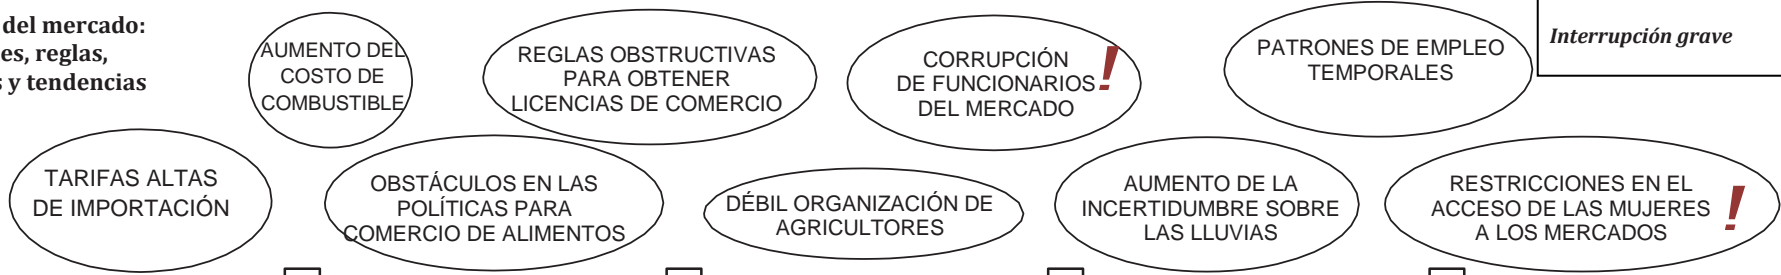 del mercado:
es, reglas,
s y tendencias
AUMENTO DEL
COSTO DE
COMBUSTIBLE
REGLAS OBSTRUCTIVAS
PARA OBTENER
LICENCIAS DE COMERCIO
CORRUPCIÓN
DE FUNCIONARIOS
DEL MERCADO
!
PATRONES DE EMPLEO
TEMPORALES
Interrupción grave
TARIFAS ALTAS
DE IMPORTACIÓN
OBSTÁCULOS EN LAS
POLÍTICAS PARA
COMERCIO DE ALIMENTOS
DÉBIL ORGANIZACIÓN DE
AGRICULTORES
AUMENTO DE LA
INCERTIDUMBRE SOBRE
LAS LLUVIAS
RESTRICCIONES EN EL
ACCESO DE LAS MUJERES
A LOS MERCADOS
!